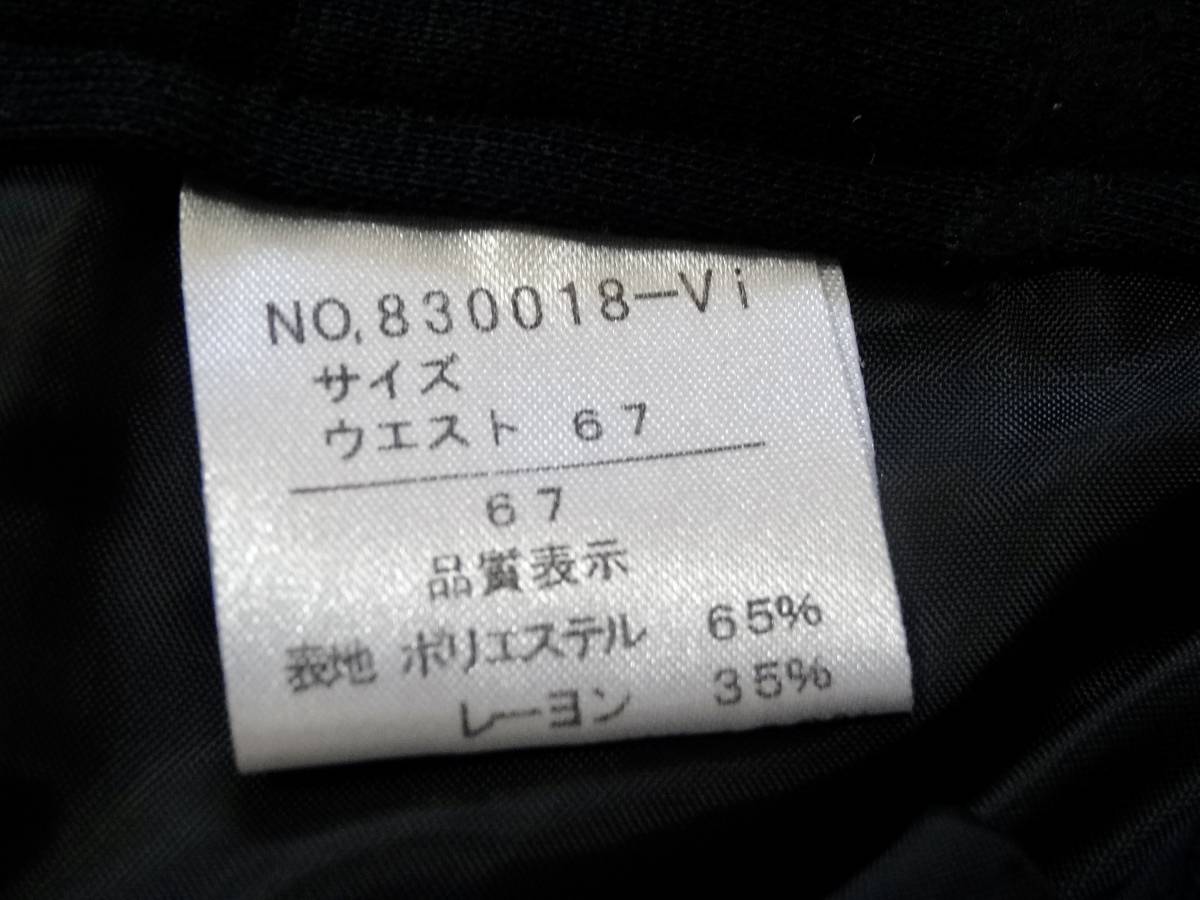 NO,830018-Vi
サイズ
ウエスト 67
67
品質表示
表地 ポリエステル 65%
レーヨン 35%